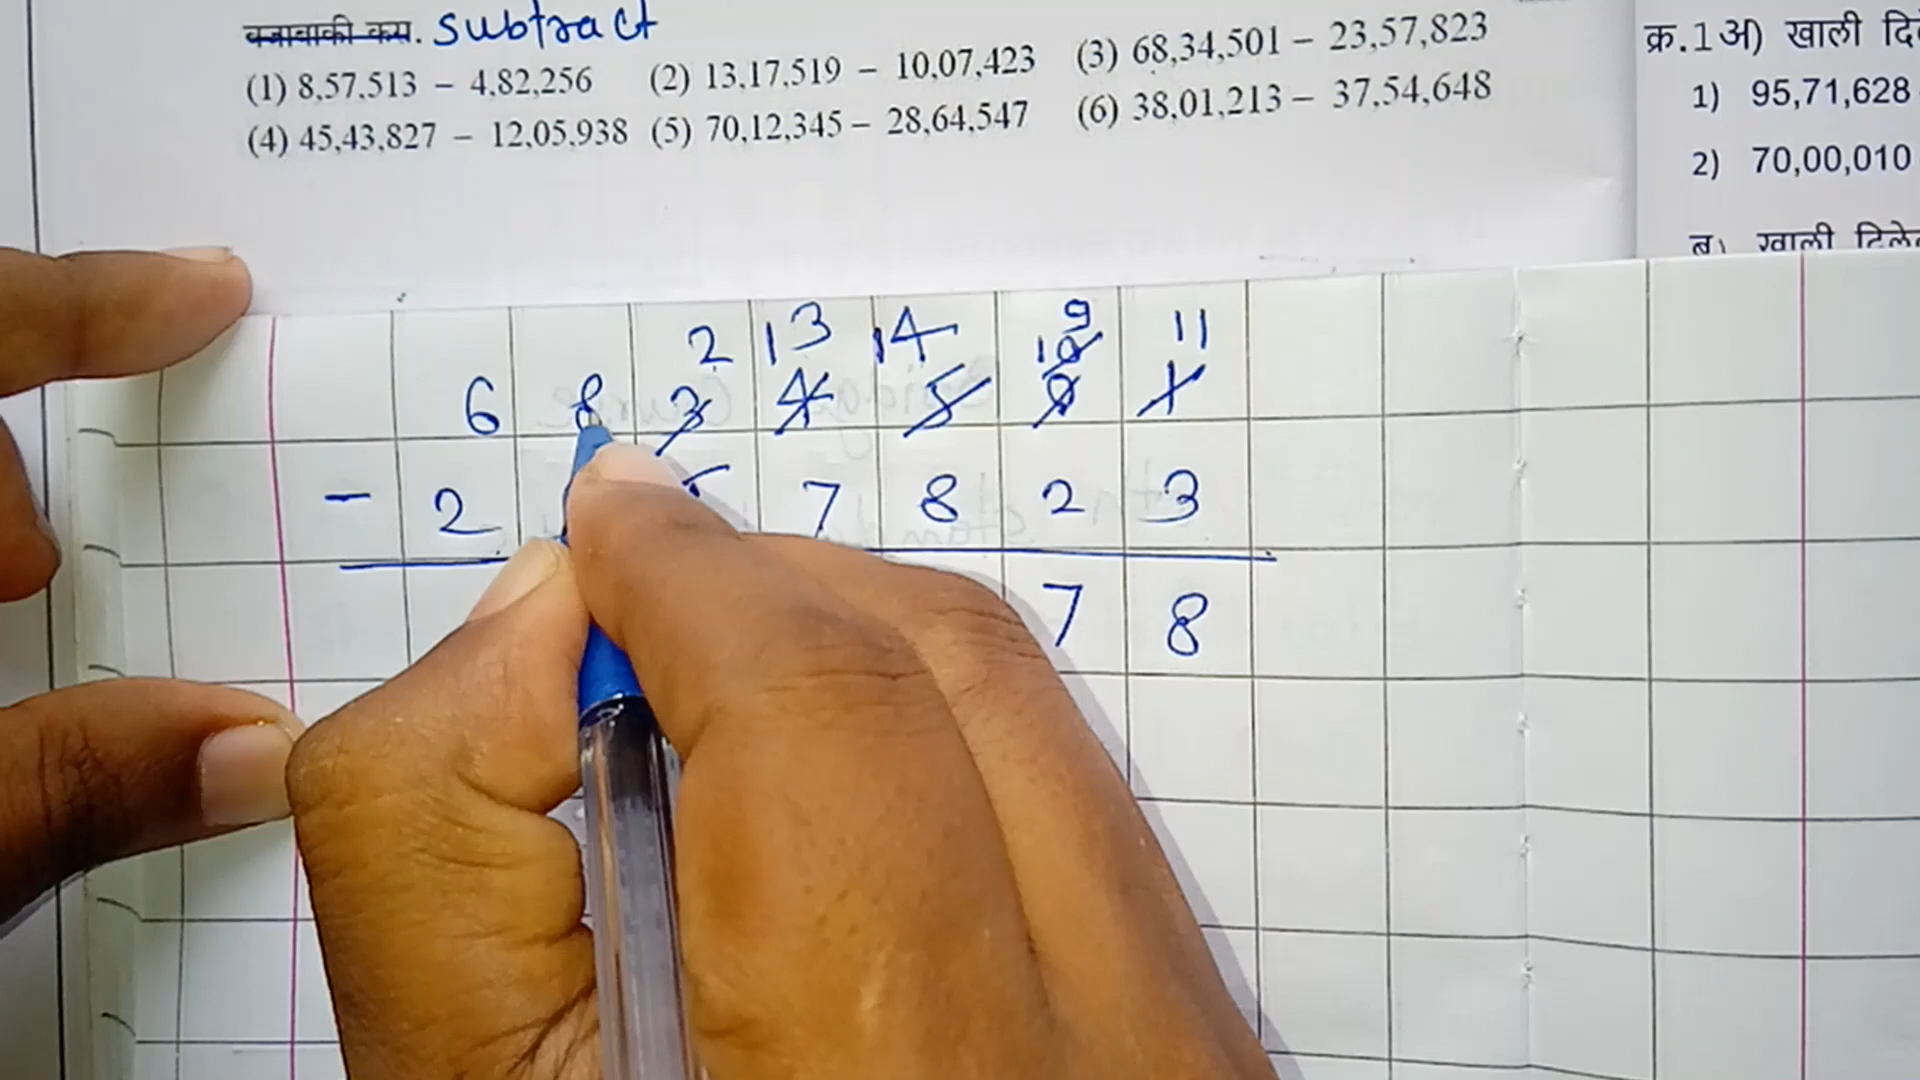 वजाबाकी करा. Subtract
(1) 8,57,513 – 4,82,256 (2) 13,17,519 – 10,07,423 (3) 68,34,501 – 23,57,823
(4) 45,43,827 – 12,05,938 (5) 70,12,345 – 28,64,547 (6) 38,01,213 – 37,54,648
क्र.1अ) खाली
1) 95,71,628
2) 70,00,010
ब) खाली
9
2 13 14 10 11
6 8 3 4 5 0 1
- 2 5 7 8 2 3
7 8